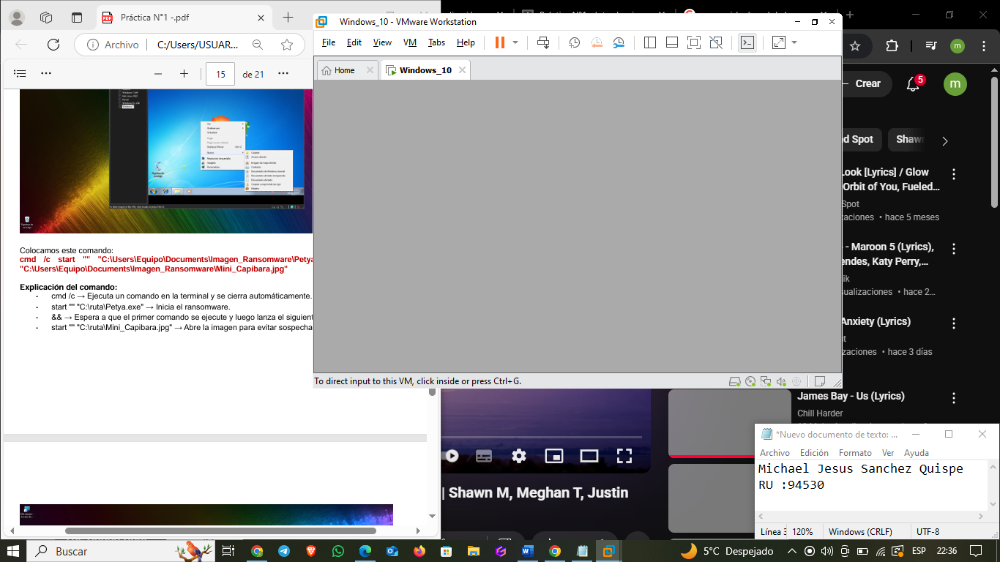 Práctica N°1 -.pdf
Archivo
C:/Users/USUAR...
15
de 21
Colocamos este comando:
cmd /c start "" "C:\Users\Equipo\Documents\Imagen_Ransomware\Petya
"C:\Users\Equipo\Documents\Imagen_Ransomware\Mini_Capibara.jpg"
Explicación del comando:
- cmd /c → Ejecuta un comando en la terminal y se cierra automáticamente.
- start "" "C:\ruta\Petya.exe" → Inicia el ransomware.
- && → Espera a que el primer comando se ejecute y luego lanza el siguient
- start "" "C:\ruta\Mini_Capibara.jpg" → Abre la imagen para evitar sospecha
Windows_10 - VMware Workstation
File Edit View VM Tabs Help
Home
Windows_10
To direct input to this VM, click inside or press Ctrl+G.
Crear
5
m
m
d Spot
Shawn
Look [Lyrics] / Glow
Orbit of You, Fueled...
Spot
zaciones • hace 5 meses
- Maroon 5 (Lyrics),
endes, Katy Perry,...
ik
sualizaciones • hace 2...
Anxiety (Lyrics)
nt
zaciones • hace 3 días
James Bay - Us (Lyrics)
Chill Harder
| Shawn M, Meghan T, Justin
*Nuevo documento de texto: ...
Archivo Edición Formato Ver Ayuda
Michael Jesus Sanchez Quispe
RU :94530
Línea 3 120% Windows (CRLF) UTF-8
Buscar
5°C Despejado
ESP
22:36